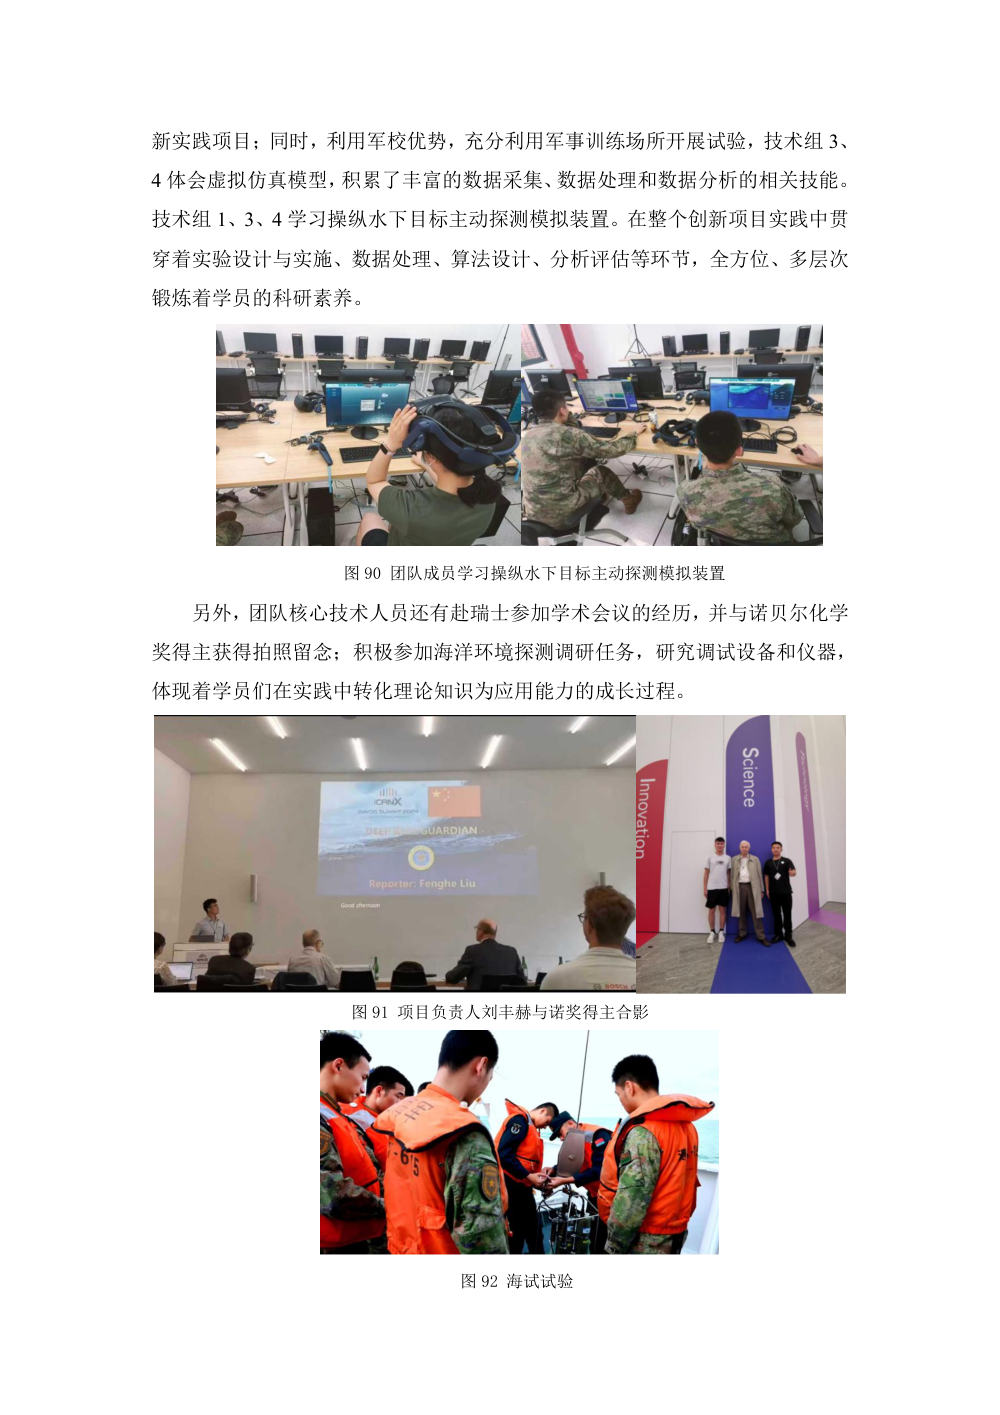 新实践项目；同时，利用军校优势，充分利用军事训练场所开展试验，技术组 3、
4 体会虚拟仿真模型，积累了丰富的数据采集、数据处理和数据分析的相关技能。
技术组 1、3、4 学习操纵水下目标主动探测模拟装置。在整个创新项目实践中贯
穿着实验设计与实施、数据处理、算法设计、分析评估等环节，全方位、多层次
锻炼着学员的科研素养。
图 90 团队成员学习操纵水下目标主动探测模拟装置
另外，团队核心技术人员还有赴瑞士参加学术会议的经历，并与诺贝尔化学
奖得主获得拍照留念；积极参加海洋环境探测调研任务，研究调试设备和仪器，
体现着学员们在实践中转化理论知识为应用能力的成长过程。
iCANX
GUARDIAN
Reporter: Fenghe Liu
Good afternoon
Innovation
Science
图 91 项目负责人刘丰赫与诺奖得主合影
图 92 海试试验